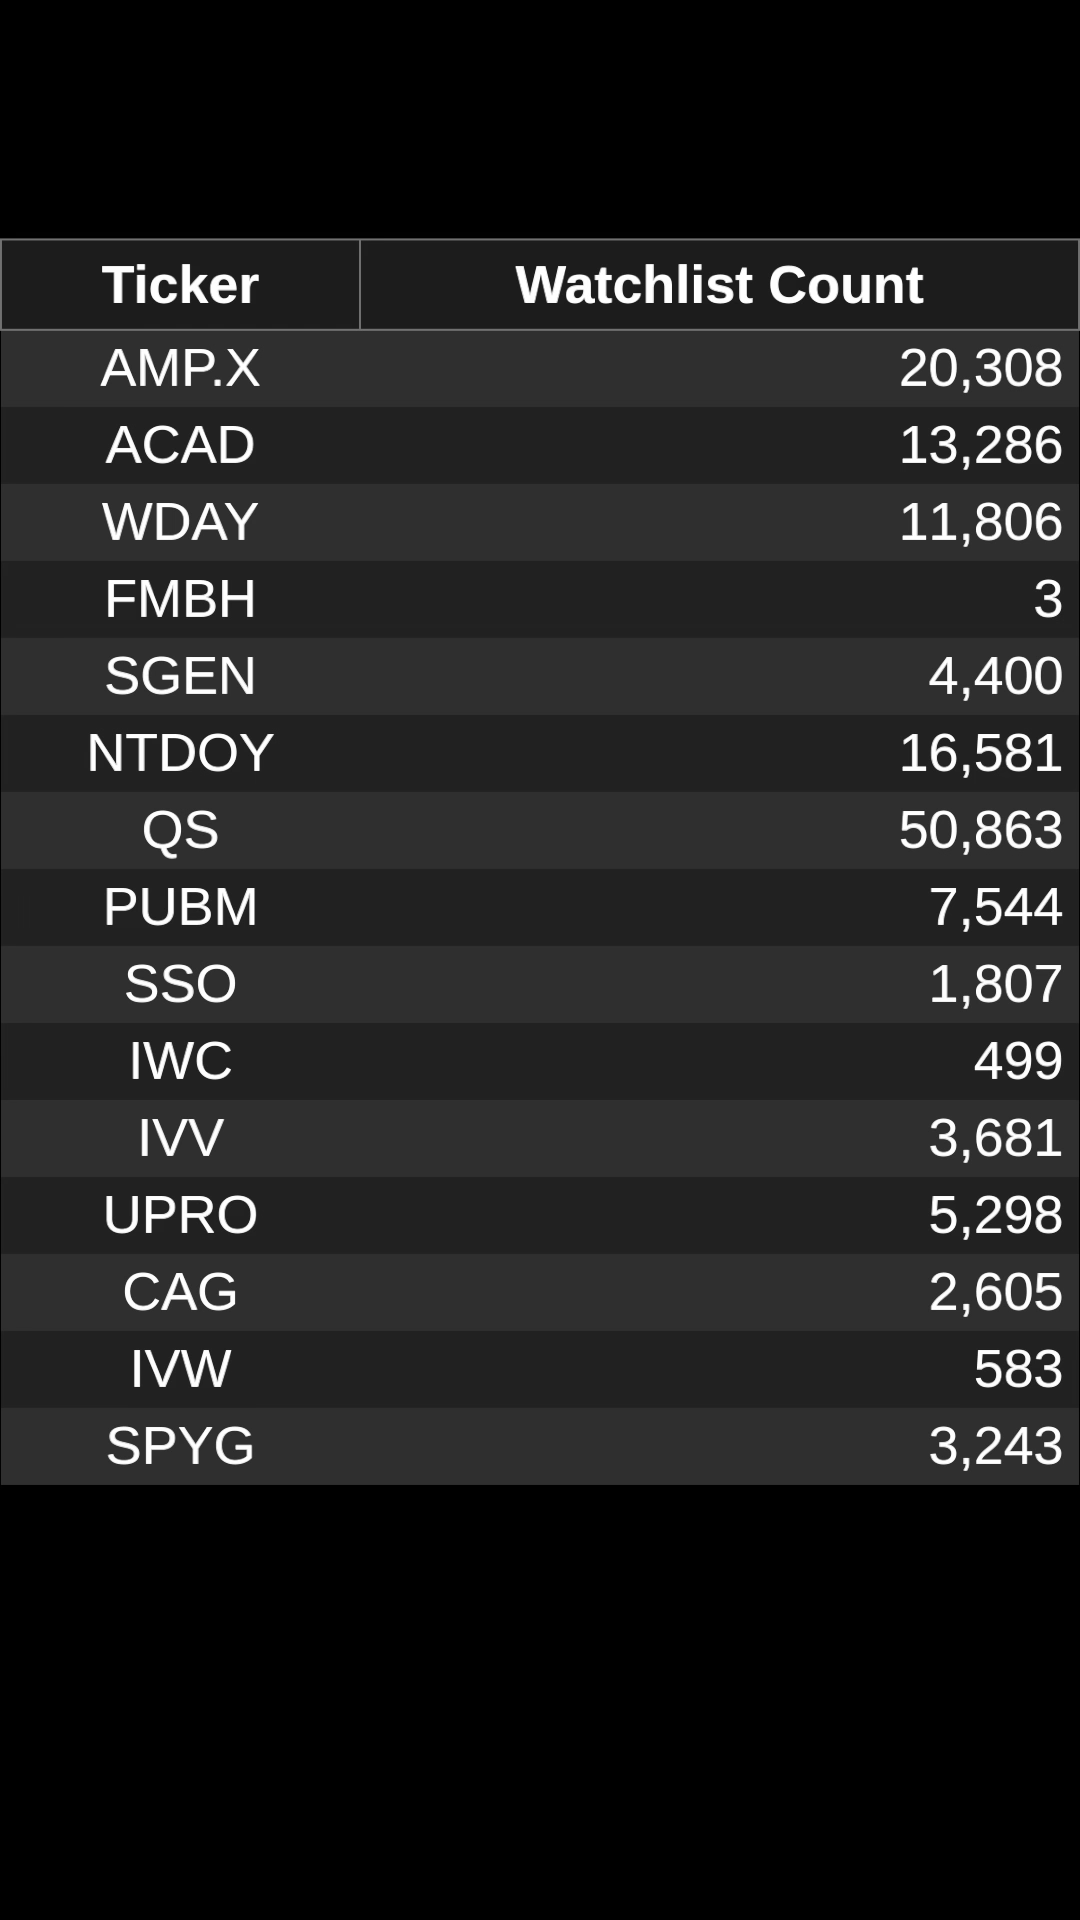 Ticker Watchlist Count
AMP.X 20,308
ACAD 13,286
WDAY 11,806
FMBH 3
SGEN 4,400
NTDOY 16,581
QS 50,863
PUBM 7,544
SSO 1,807
IWC 499
IVV 3,681
UPRO 5,298
CAG 2,605
IVW 583
SPYG 3,243